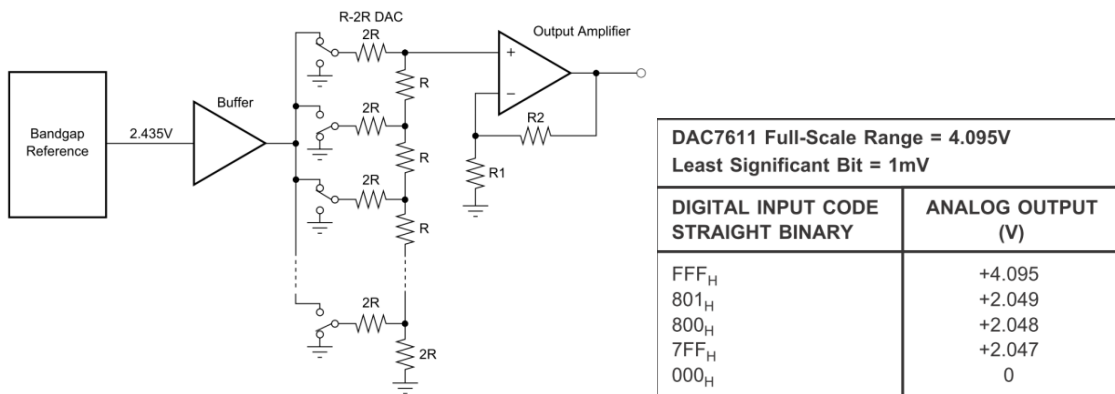 R-2R DAC
2R
Output Amplifier
+
−
R
Buffer
2R
R2
Bandgap
Reference
2.435V
R
R1
2R
R
2R
2R
DAC7611 Full-Scale Range = 4.095V
Least Significant Bit = 1mV
DIGITAL INPUT CODE
STRAIGHT BINARY
ANALOG OUTPUT
(V)
FFFH +4.095
801H +2.049
800H +2.048
7FFH +2.047
000H 0